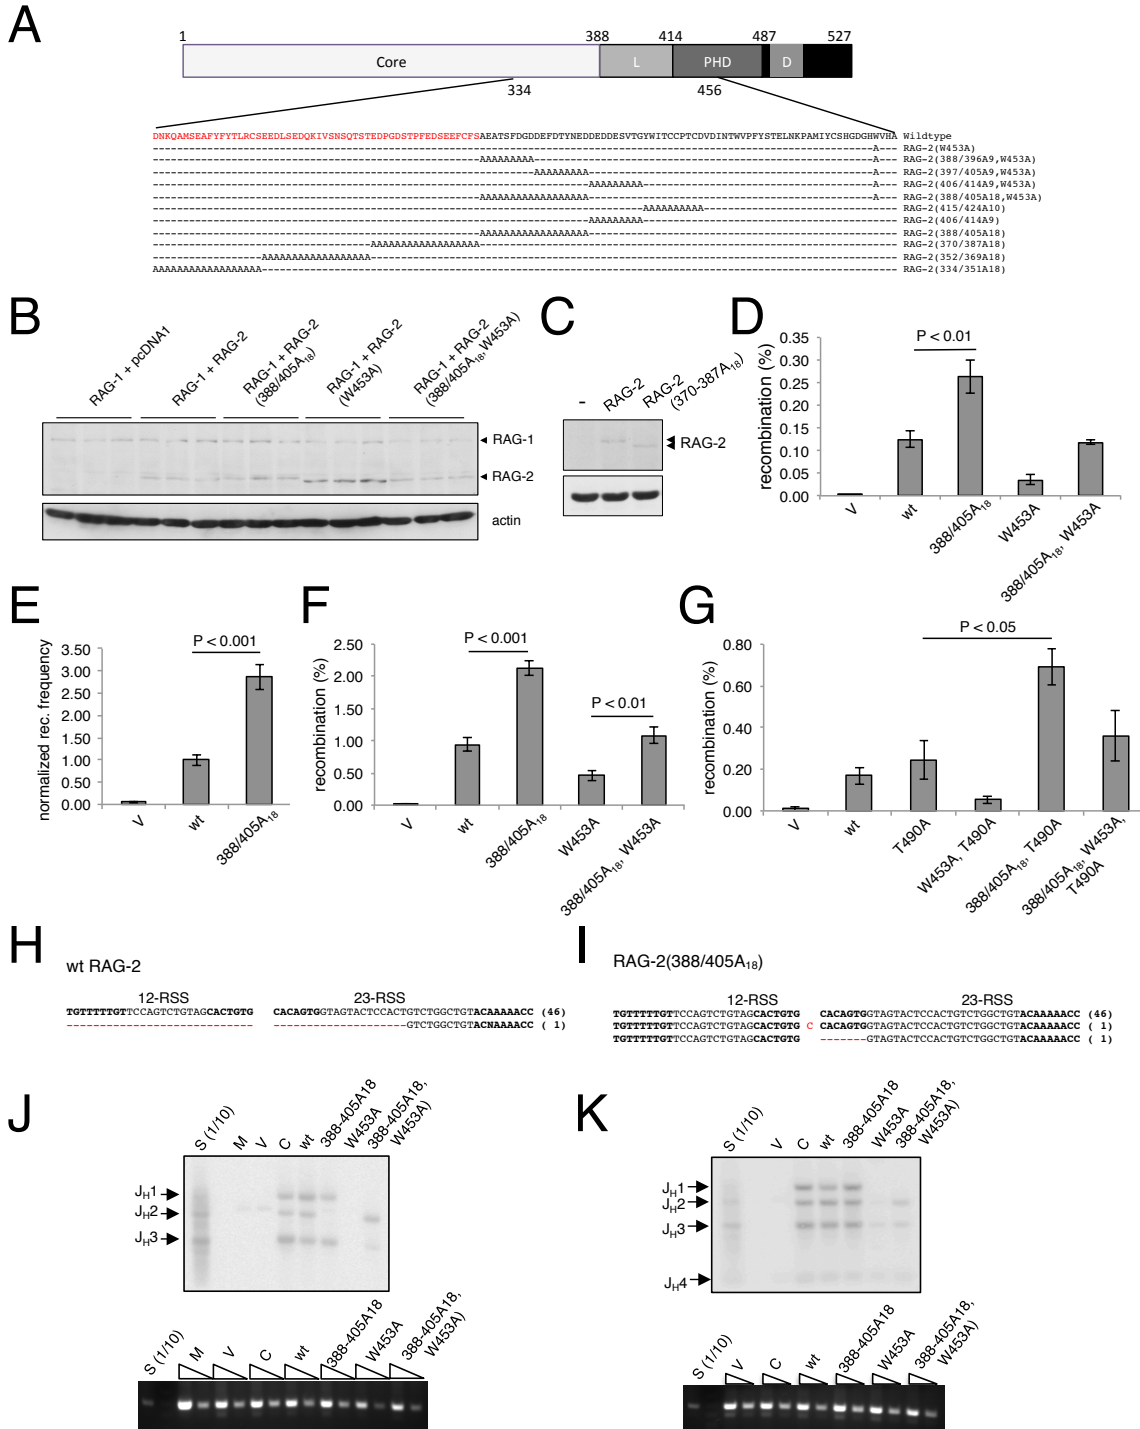 A
1 388 414 487 527
Core L PHD D
334 456
DNKQAMSEAFYFYTLRCSEEDLSEDQKIVSNSQTSTEDPGDSTPFEDSEEFCFSAEATSFDGDDEFDTYNEDDEDDESVTGYWITCCPTCDVDINTWVPFYSTELNKPAMIYCSHGDGHWVHA Wildtype
A RAG-2(W453A)
AAAAAAAAA A RAG-2(388/396A9,W453A)
AAAAAAAAA A RAG-2(397/405A9,W453A)
AAAAAAAAA A RAG-2(406/414A9,W453A)
AAAAAAAAAAAAAAAAAA A RAG-2(388/405A18,W453A)
AAAAAAAAAA RAG-2(415/424A10)
AAAAAAAAA RAG-2(406/414A9)
AAAAAAAAAAAAAAAAAA RAG-2(388/405A18)
AAAAAAAAAAAAAAAAAA RAG-2(370/387A18)
AAAAAAAAAAAAAAAAAA RAG-2(352/369A18)
AAAAAAAAAAAAAAAAAA RAG-2(334/351A18)
B
RAG-1 + pcDNA1
RAG-1 + RAG-2
RAG-1 + RAG-2
(388/405A18)
RAG-1 + RAG-2
(W453A)
RAG-1 + RAG-2
(388/405A18, W453A)
RAG-1
RAG-2
actin
C
-
RAG-2
RAG-2
(370-387A18)
RAG-2
D
recombination (%)
0.35
0.30
0.25
0.20
0.15
0.10
0.05
0.00
P < 0.01
V
wt
388/405A18
W453A
388/405A18, W453A
E
normalized rec. frequency
3.50
3.00
2.50
2.00
1.50
1.00
0.50
0.00
P < 0.001
V
wt
388/405A18
F
recombination (%)
2.50
2.00
1.50
1.00
0.50
0.00
P < 0.001
P < 0.01
V
wt
388/405A18
W453A
388/405A18, W453A
G
recombination (%)
0.80
0.60
0.40
0.20
0.00
P < 0.05
V
wt
T490A
W453A, T490A
388/405A18, T490A
388/405A18, W453A,
T490A
H
wt RAG-2
12-RSS 23-RSS
TGTTTTTGTTCCAGTCTGTAGCACTGTG CACAGTGGTAGTACTCCACTGTCTGGCTGTACAAAAACC (46)
---------------------------- --------------------GTCTGGCTGTACNAAAACC ( 1)
I
RAG-2(388/405A18)
12-RSS 23-RSS
TGTTTTTGTTCCAGTCTGTAGCACTGTG CACAGTGGTAGTACTCCACTGTCTGGCTGTACAAAAACC (46)
TGTTTTTGTTCCAGTCTGTAGCACTGTG C CACAGTGGTAGTACTCCACTGTCTGGCTGTACAAAAACC ( 1)
TGTTTTTGTTCCAGTCTGTAGCACTGTG -------GTAGTACTCCACTGTCTGGCTGTACAAAAACC ( 1)
J
S (1/10)
M
V
C
wt
388-405A18
W453A
388-405A18,
W453A)
JH1
JH2
JH3
S (1/10)
M
V
C
wt
388-405A18
W453A
388-405A18,
W453A)
K
S (1/10)
V
C
wt
388-405A18
W453A
388-405A18,
W453A)
JH1
JH2
JH3
JH4
S (1/10)
V
C
wt
388-405A18
W453A
388-405A18,
W453A)